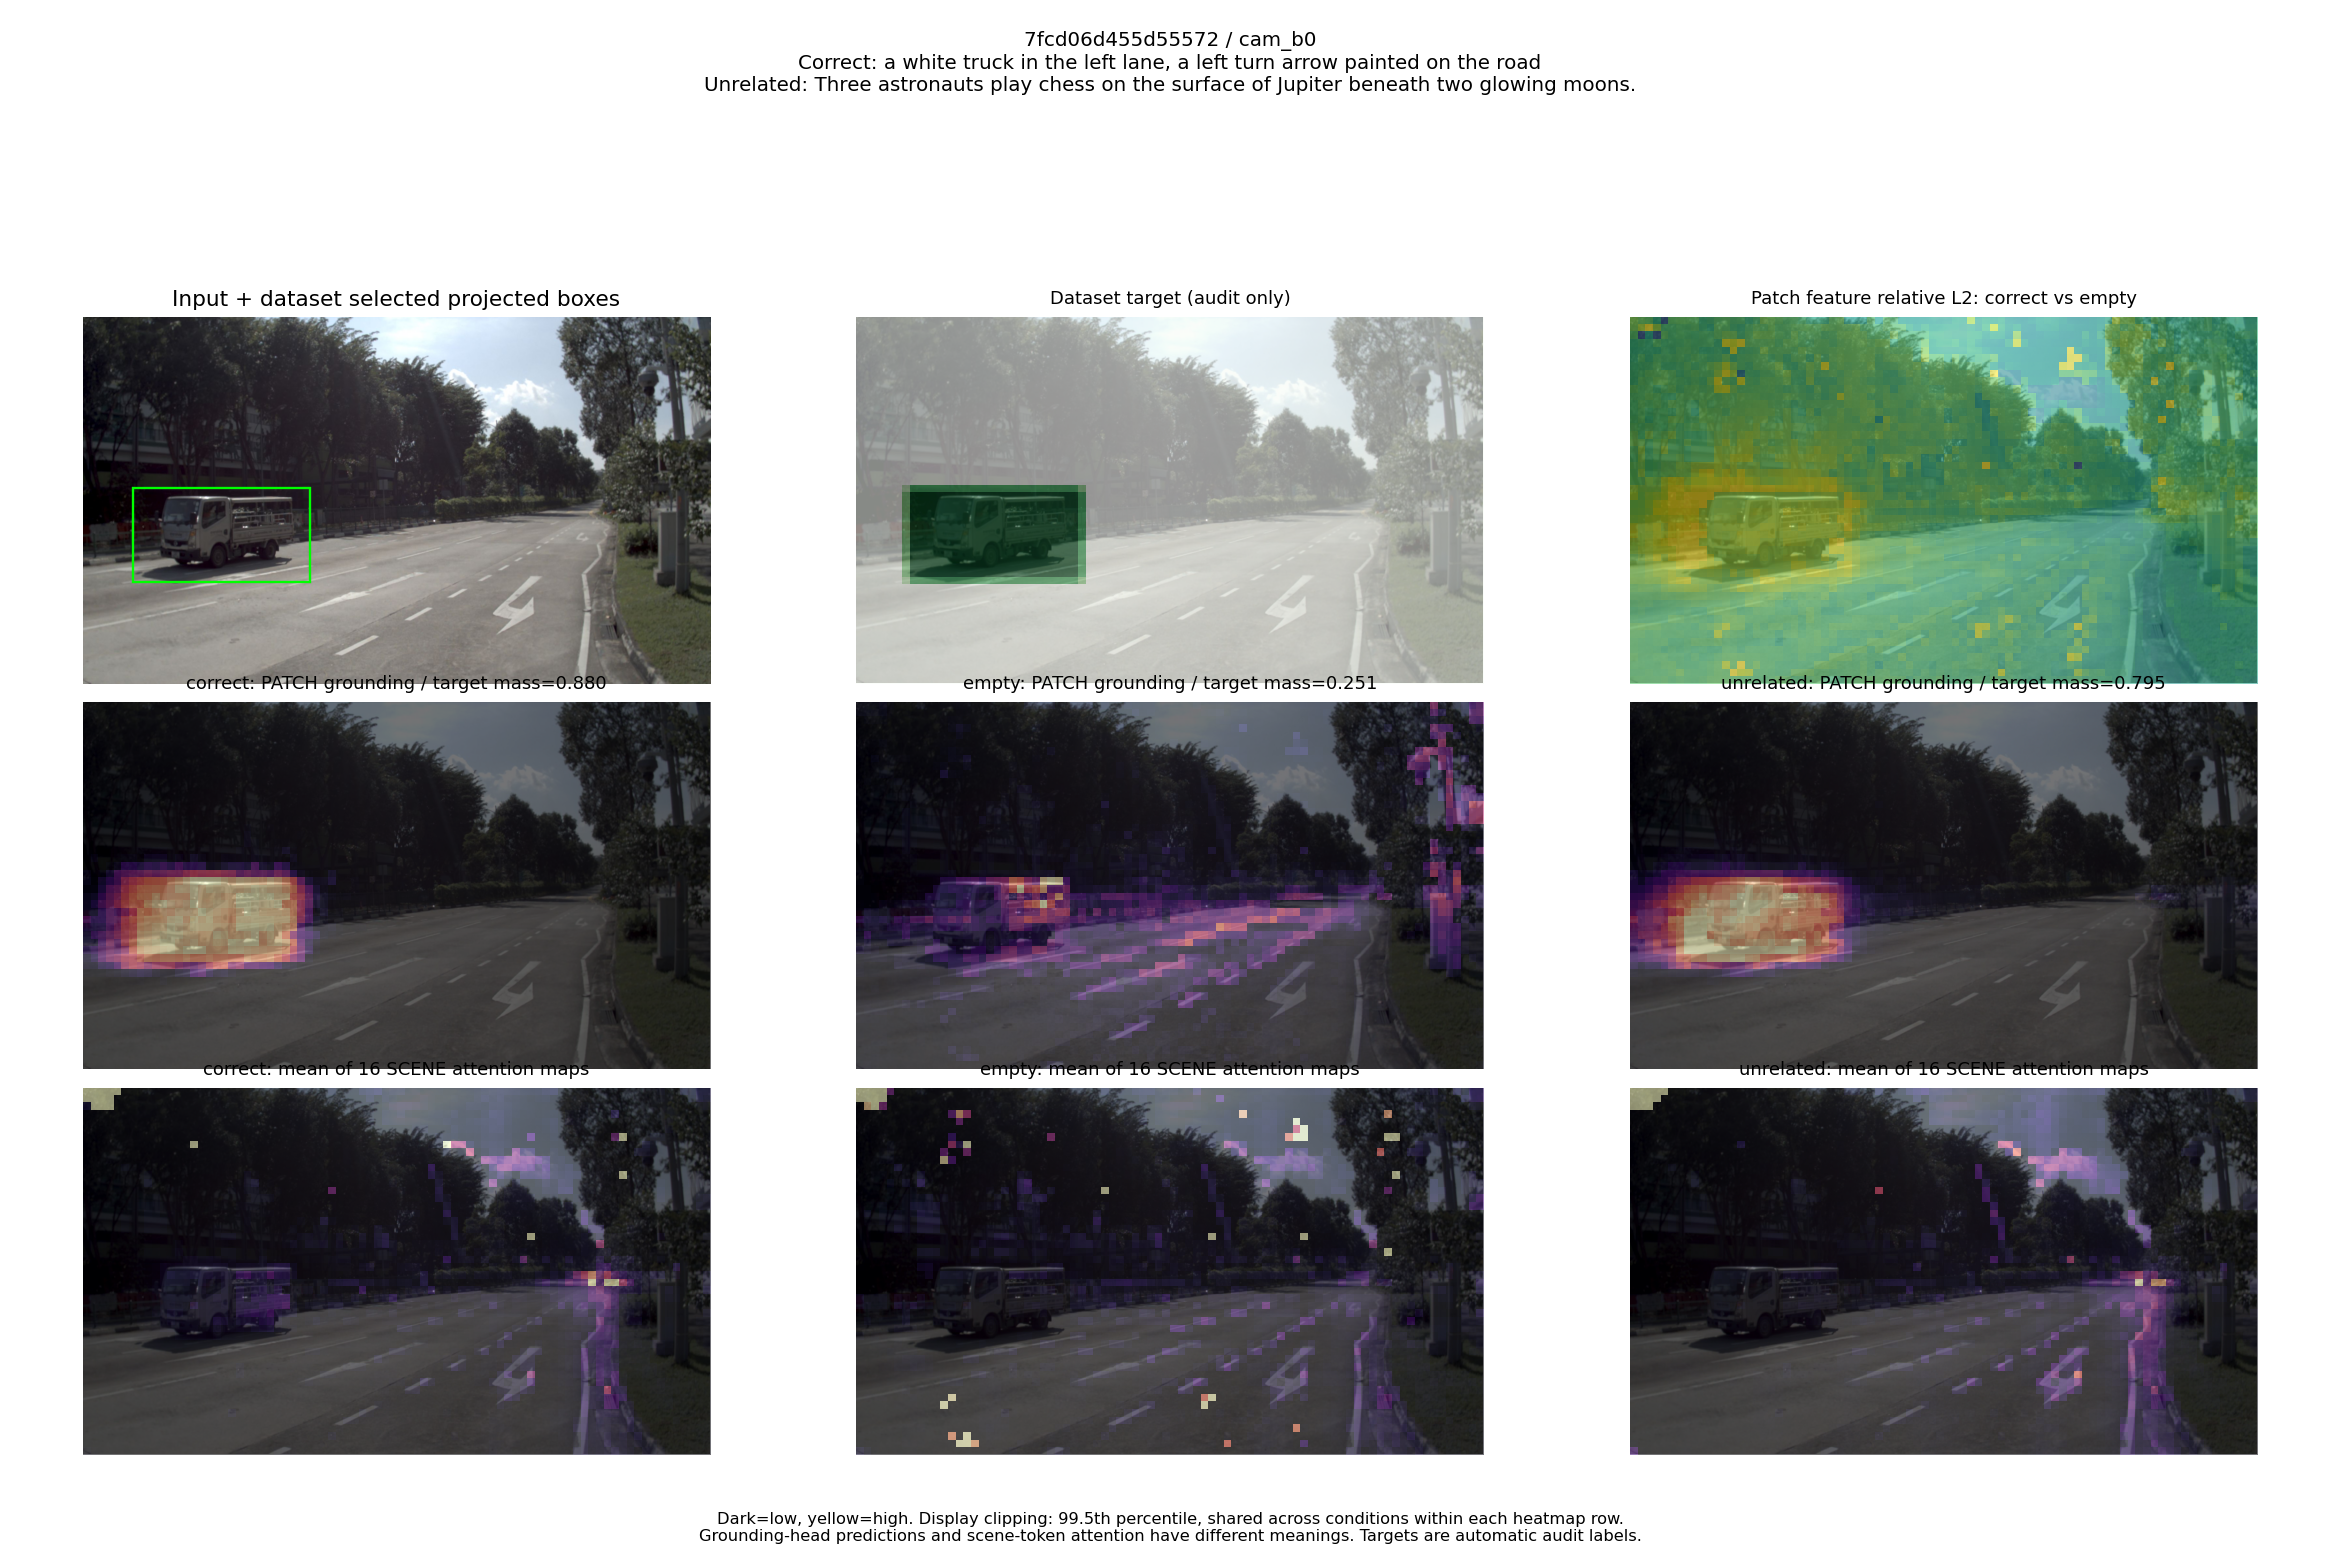 7fcd06d455d55572 / cam_b0
Correct: a white truck in the left lane, a left turn arrow painted on the road
Unrelated: Three astronauts play chess on the surface of Jupiter beneath two glowing moons.
Input + dataset selected projected boxes
Dataset target (audit only)
Patch feature relative L2: correct vs empty
correct: PATCH grounding / target mass=0.880
empty: PATCH grounding / target mass=0.251
unrelated: PATCH grounding / target mass=0.795
correct: mean of 16 SCENE attention maps
empty: mean of 16 SCENE attention maps
unrelated: mean of 16 SCENE attention maps
Dark=low, yellow=high. Display clipping: 99.5th percentile, shared across conditions within each heatmap row.
Grounding-head predictions and scene-token attention have different meanings. Targets are automatic audit labels.